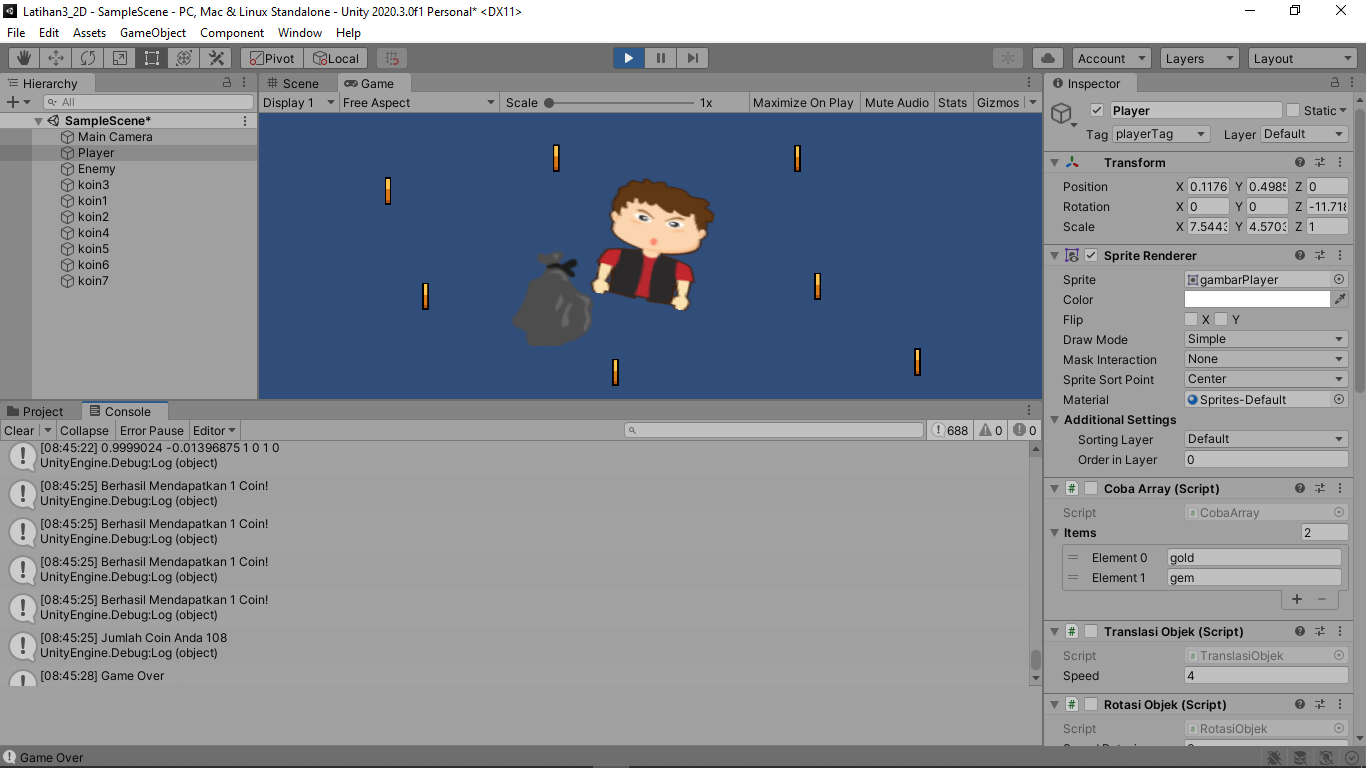 Latihan3_2D - SampleScene - PC, Mac & Linux Standalone - Unity 2020.3.0f1 Personal* <DX11>
File Edit Assets GameObject Component Window Help
Pivot Local Account Layers Layout
Hierarchy
All
SampleScene*
Main Camera
Player
Enemy
koin3
koin1
koin2
koin4
koin5
koin6
koin7
Scene Game
Display 1 Free Aspect Scale 1x Maximize On Play Mute Audio Stats Gizmos
Project Console
Clear Collapse Error Pause Editor 688 0 0
[08:45:22] 0.9999024 -0.01396875 1 0 1 0
UnityEngine.Debug:Log (object)
[08:45:25] Berhasil Mendapatkan 1 Coin!
UnityEngine.Debug:Log (object)
[08:45:25] Berhasil Mendapatkan 1 Coin!
UnityEngine.Debug:Log (object)
[08:45:25] Berhasil Mendapatkan 1 Coin!
UnityEngine.Debug:Log (object)
[08:45:25] Berhasil Mendapatkan 1 Coin!
UnityEngine.Debug:Log (object)
[08:45:25] Jumlah Coin Anda 108
UnityEngine.Debug:Log (object)
[08:45:28] Game Over
Game Over
Inspector
Player Static
Tag playerTag Layer Default
Transform
Position X 0.1176 Y 0.4985 Z 0
Rotation X 0 Y 0 Z -11.718
Scale X 7.5443 Y 4.5703 Z 1
Sprite Renderer
Sprite gambarPlayer
Color
Flip X Y
Draw Mode Simple
Mask Interaction None
Sprite Sort Point Center
Material Sprites-Default
Additional Settings
Sorting Layer Default
Order in Layer 0
# Coba Array (Script)
Script CobaArray
Items 2
Element 0 gold
Element 1 gem
+ −
# Translasi Objek (Script)
Script TranslasiObjek
Speed 4
# Rotasi Objek (Script)
Script RotasiObjek